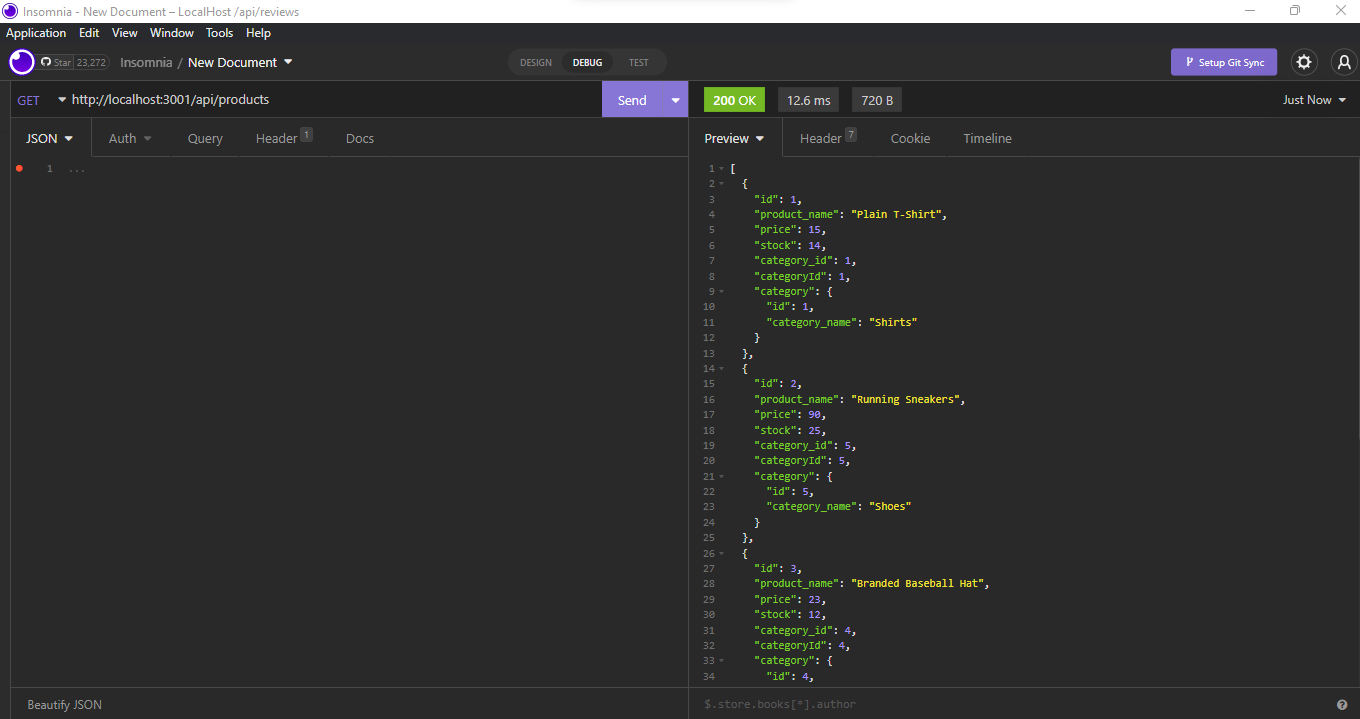 Insomnia - New Document – LocalHost /api/reviews
Application Edit View Window Tools Help
Star 23,272 Insomnia / New Document DESIGN DEBUG TEST Setup Git Sync
GET http://localhost:3001/api/products Send 200 OK 12.6 ms 720 B Just Now
JSON Auth Query Header 1 Docs Preview Header 7 Cookie Timeline
1 ...
1 [
2 {
3 "id": 1,
4 "product_name": "Plain T-Shirt",
5 "price": 15,
6 "stock": 14,
7 "category_id": 1,
8 "categoryId": 1,
9 "category": {
10 "id": 1,
11 "category_name": "Shirts"
12 }
13 },
14 {
15 "id": 2,
16 "product_name": "Running Sneakers",
17 "price": 90,
18 "stock": 25,
19 "category_id": 5,
20 "categoryId": 5,
21 "category": {
22 "id": 5,
23 "category_name": "Shoes"
24 }
25 },
26 {
27 "id": 3,
28 "product_name": "Branded Baseball Hat",
29 "price": 23,
30 "stock": 12,
31 "category_id": 4,
32 "categoryId": 4,
33 "category": {
34 "id": 4,
Beautify JSON $.store.books[*].author ?